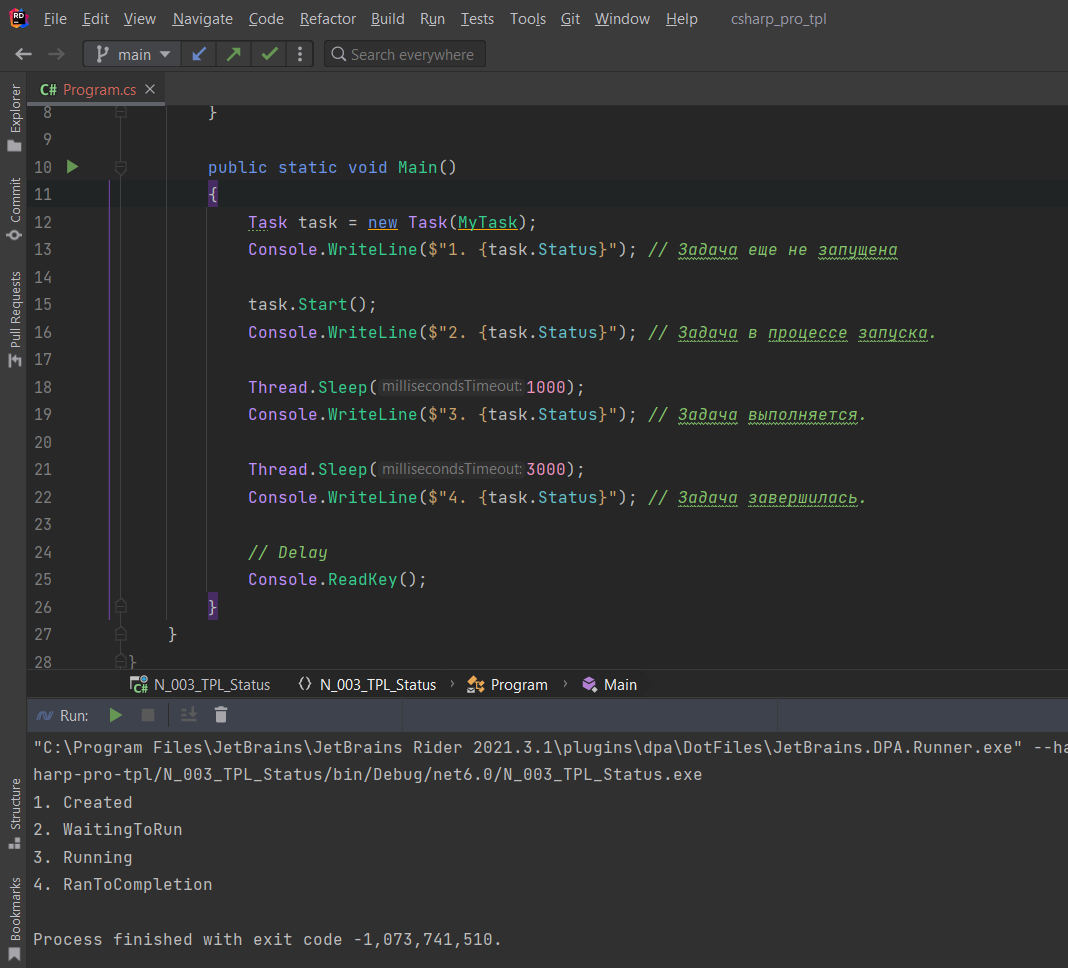 RD File Edit View Navigate Code Refactor Build Run Tests Tools Git Window Help csharp_pro_tpl
main Search everywhere
C# Program.cs
Explorer
Commit
Pull Requests
8 }
9
10 public static void Main()
11 {
12 Task task = new Task(MyTask);
13 Console.WriteLine($"1. {task.Status}"); // Задача еще не запущена
14
15 task.Start();
16 Console.WriteLine($"2. {task.Status}"); // Задача в процессе запуска.
17
18 Thread.Sleep( millisecondsTimeout: 1000);
19 Console.WriteLine($"3. {task.Status}"); // Задача выполняется.
20
21 Thread.Sleep( millisecondsTimeout: 3000);
22 Console.WriteLine($"4. {task.Status}"); // Задача завершилась.
23
24 // Delay
25 Console.ReadKey();
26 }
27 }
28 }
C# N_003_TPL_Status N_003_TPL_Status Program Main
Run:
"C:\Program Files\JetBrains\JetBrains Rider 2021.3.1\plugins\dpa\DotFiles\JetBrains.DPA.Runner.exe" --ha
harp-pro-tpl/N_003_TPL_Status/bin/Debug/net6.0/N_003_TPL_Status.exe
1. Created
2. WaitingToRun
3. Running
4. RanToCompletion
Process finished with exit code -1,073,741,510.
Structure
Bookmarks